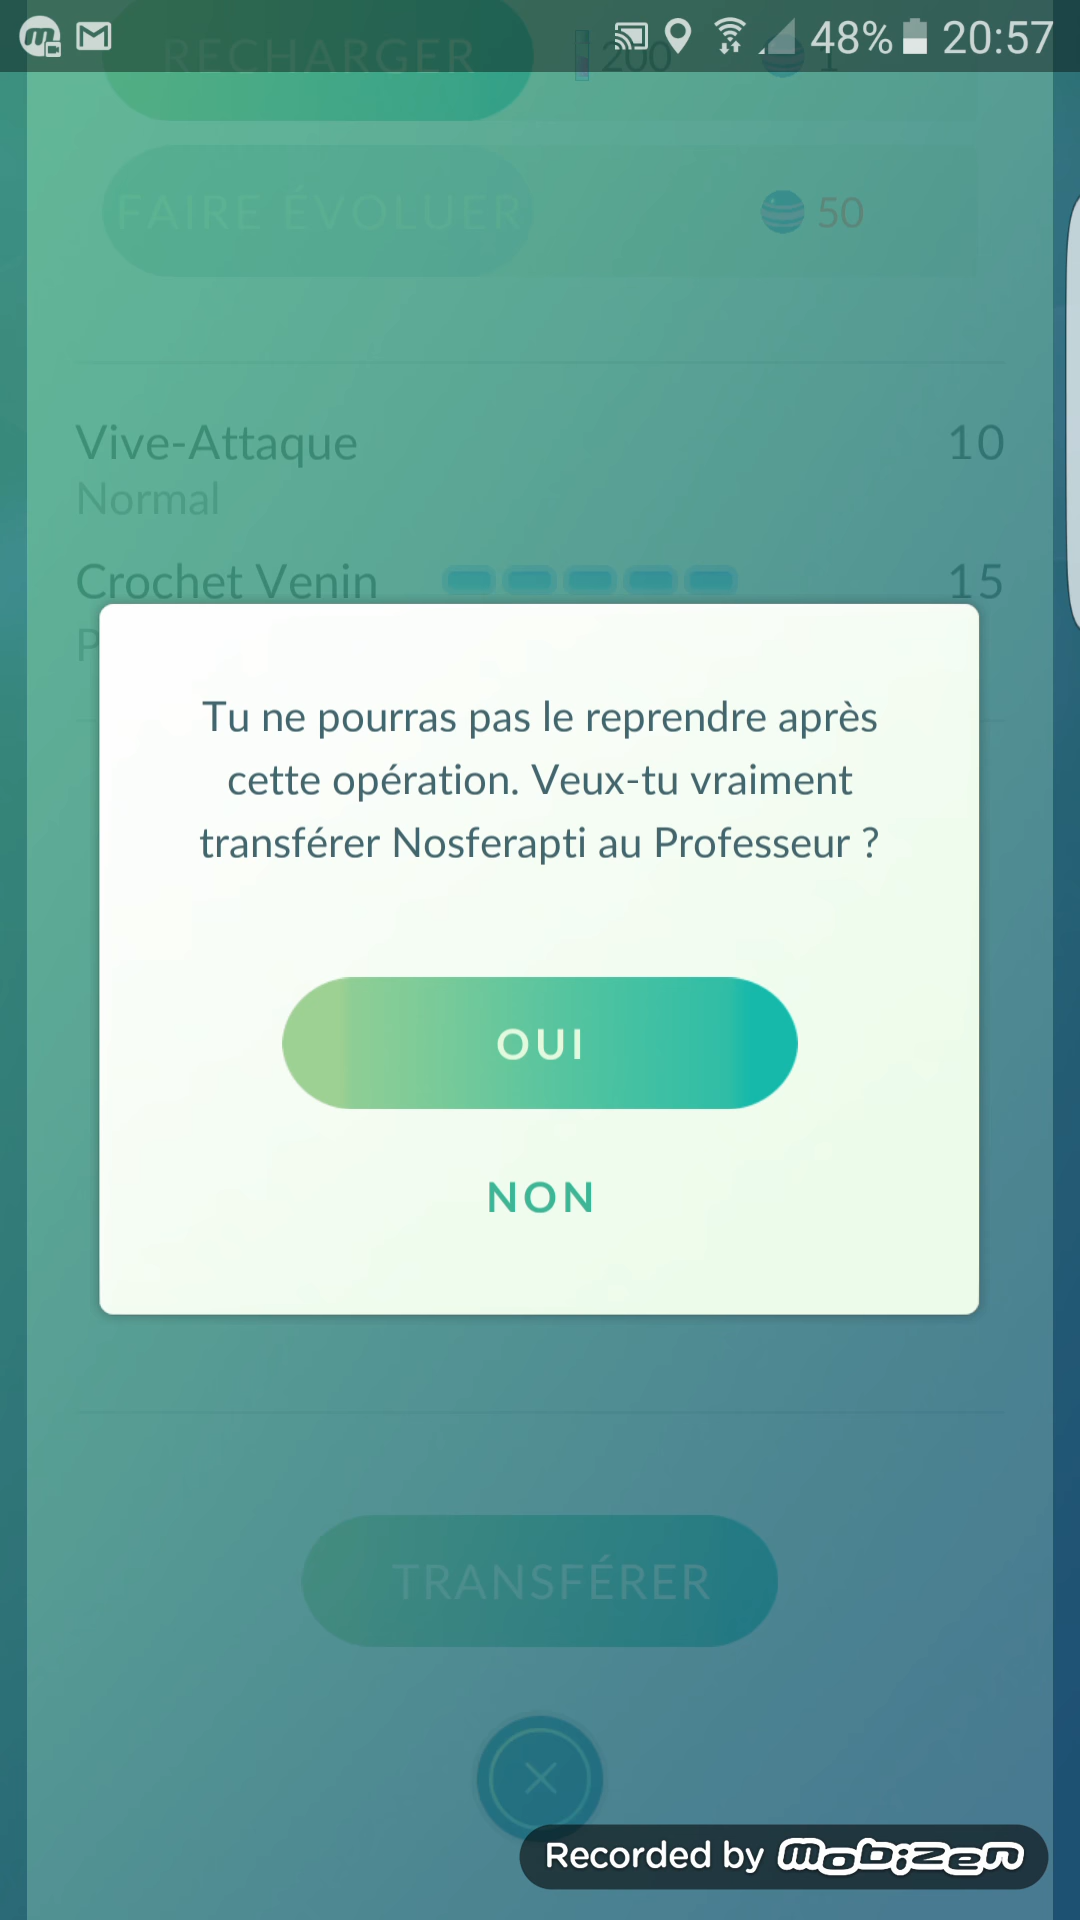 48% 20:57
RECHARGER 200 1
FAIRE ÉVOLUER 50
Vive-Attaque 10
Normal
Crochet Venin 15
P
Tu ne pourras pas le reprendre après
cette opération. Veux-tu vraiment
transférer Nosferapti au Professeur ?
OUI
NON
TRANSFÉRER
Recorded by mobizen